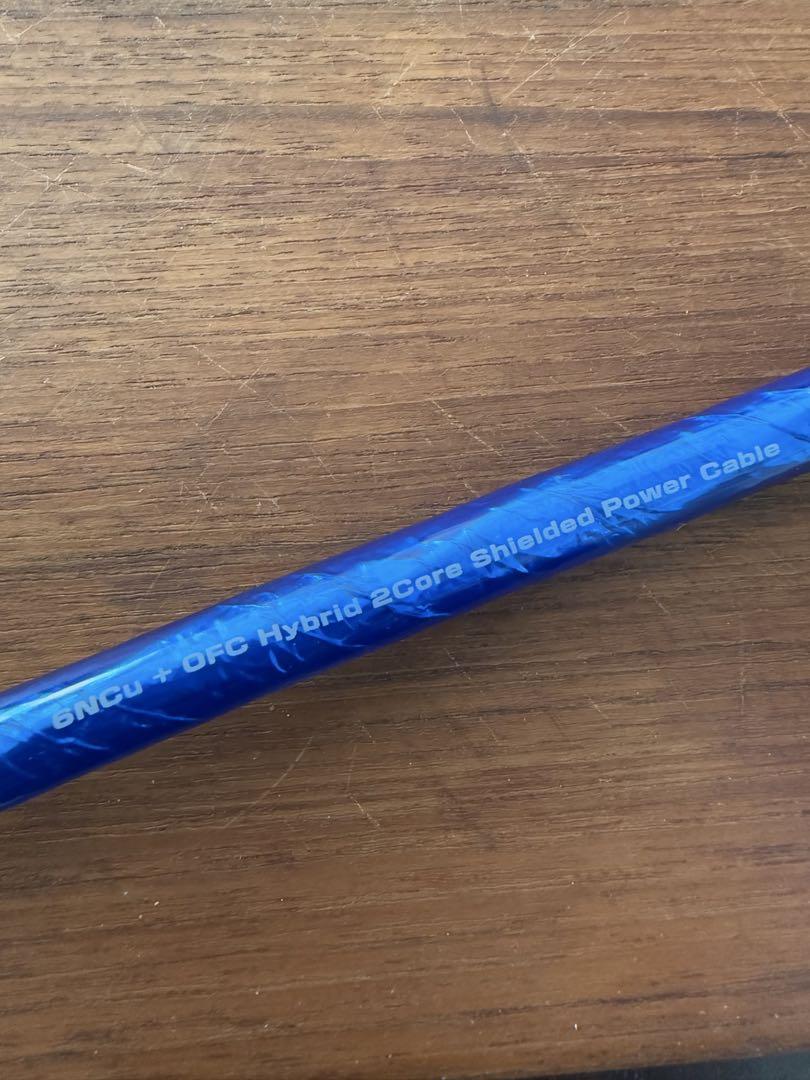 6NCu + OFC Hybrid 2Core Shielded Power Cable